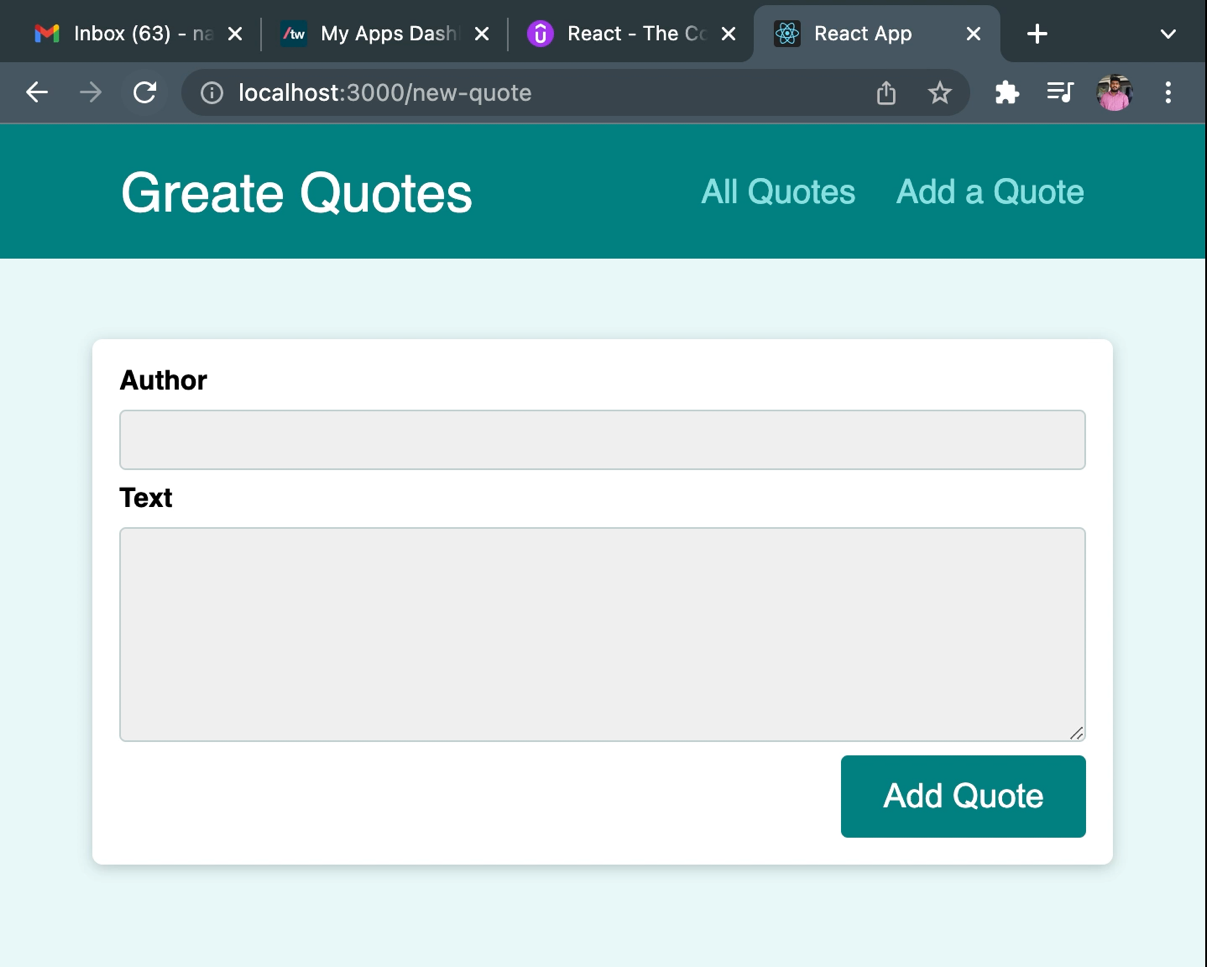 Inbox (63) - na
/tw My Apps Dash
React - The Co
React App
localhost:3000/new-quote
Greate Quotes
All Quotes
Add a Quote
Author
Text
Add Quote